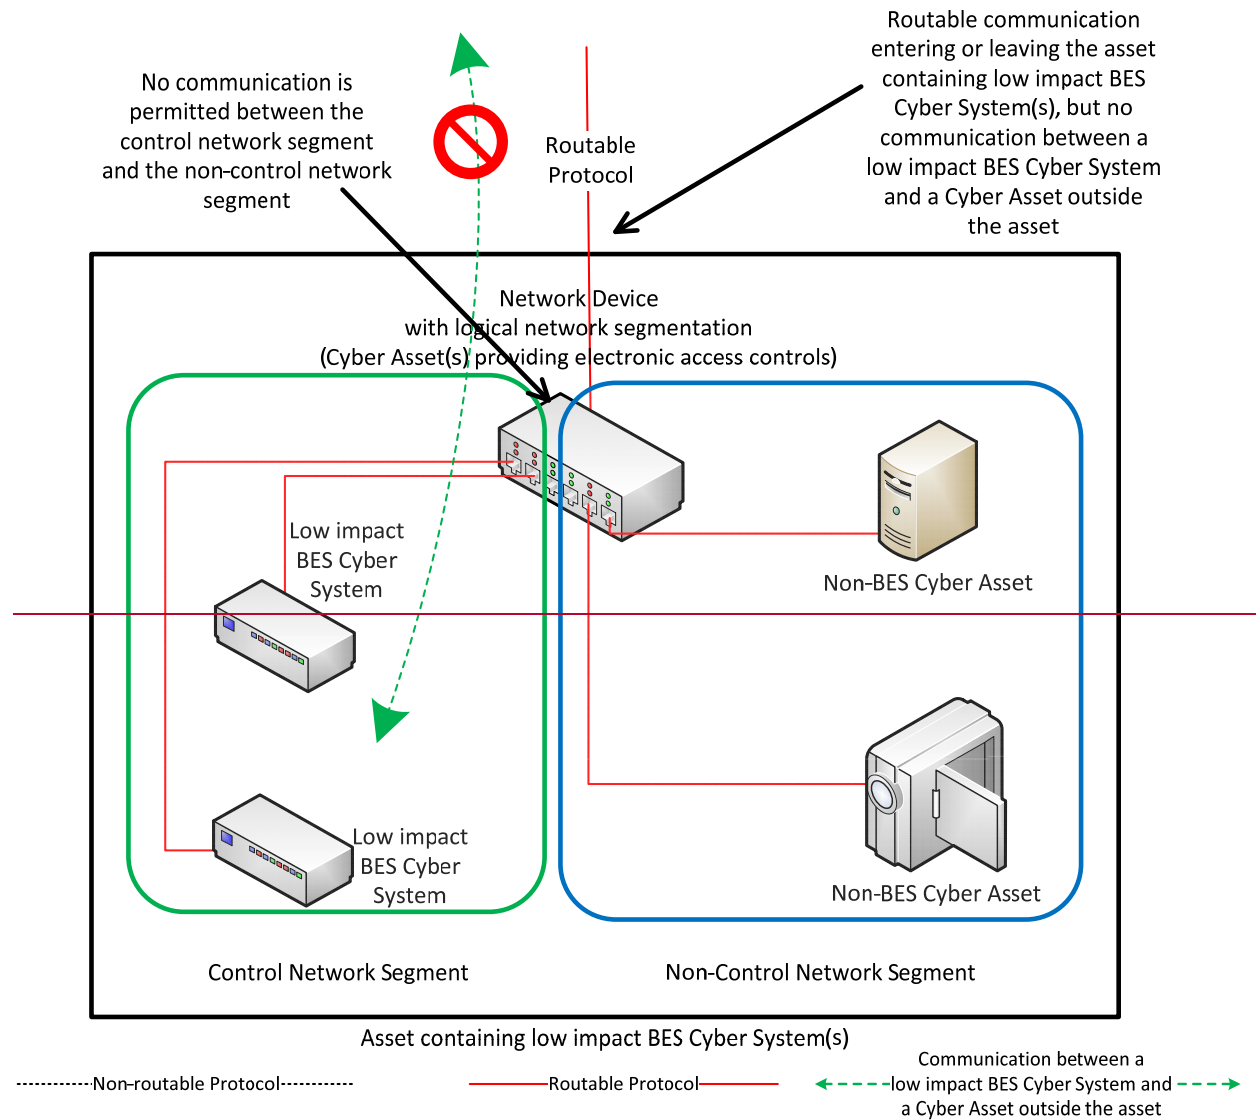 No communication is
permitted between the
control network segment
and the non-control network
segment
Routable
Protocol
Routable communication
entering or leaving the asset
containing low impact BES
Cyber System(s), but no
communication between a
low impact BES Cyber System
and a Cyber Asset outside
the asset
Network Device
with logical network segmentation
(Cyber Asset(s) providing electronic access controls)
Low impact
BES Cyber
System
Non-BES Cyber Asset
Low impact
BES Cyber
System
Non-BES Cyber Asset
Control Network Segment
Non-Control Network Segment
Asset containing low impact BES Cyber System(s)
Non-routable Protocol
Routable Protocol
Communication between a
low impact BES Cyber System and
a Cyber Asset outside the asset